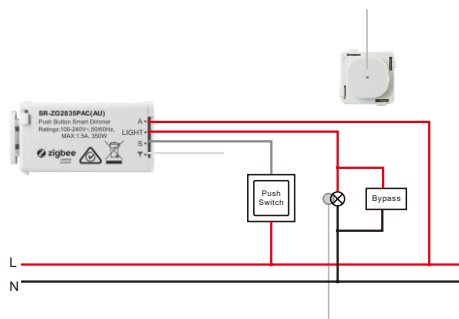 SR-ZG2835PAC(AU)
Push Button Smart Dimmer
Ratings:100-240V~,50/60Hz,
MAX:1.5A, 350W
A
LIGHT
S
zigbee
Push
Switch
Bypass
L
N